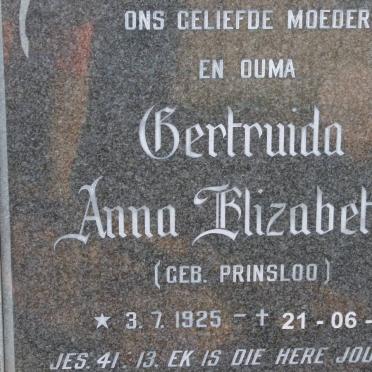 ONS GELIEFDE MOEDER
EN OUMA
Gertruida
Anna Elizabet
(GEB. PRINSLOO)
★ 3.7.1925 - † 21-06-
JES. 41:13. EK IS DIE HERE JOU